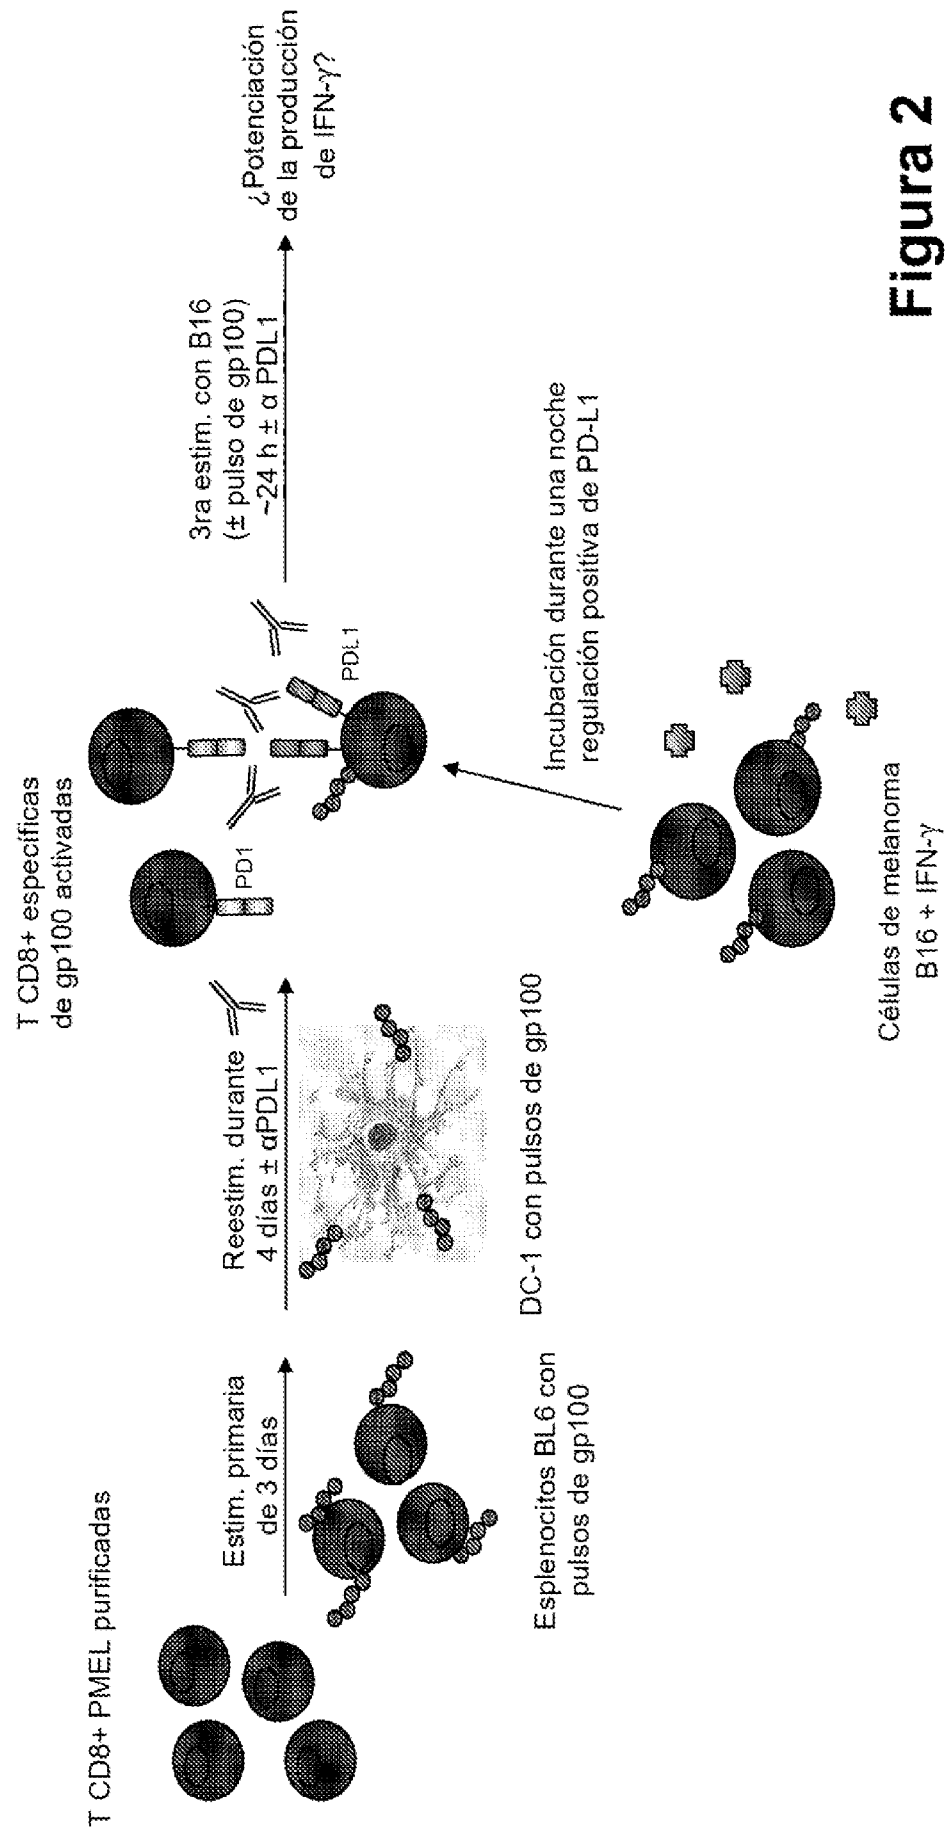 T CD8+ PMEL purificadas
Estim. primaria
de 3 días
Esplenocitos BL6 con
pulsos de gp100
Reestim. durante
4 días ± αPDL1
DC-1 con pulsos de gp100
T CD8+ específicas
de gp100 activadas
PD1
PDL1
Células de melanoma
B16 + IFN-γ
Incubación durante una noche
regulación positiva de PD-L1
3ra estim. con B16
(± pulso de gp100)
~24 h ± α PDL1
¿Potenciación
de la producción
de IFN-γ?
Figura 2